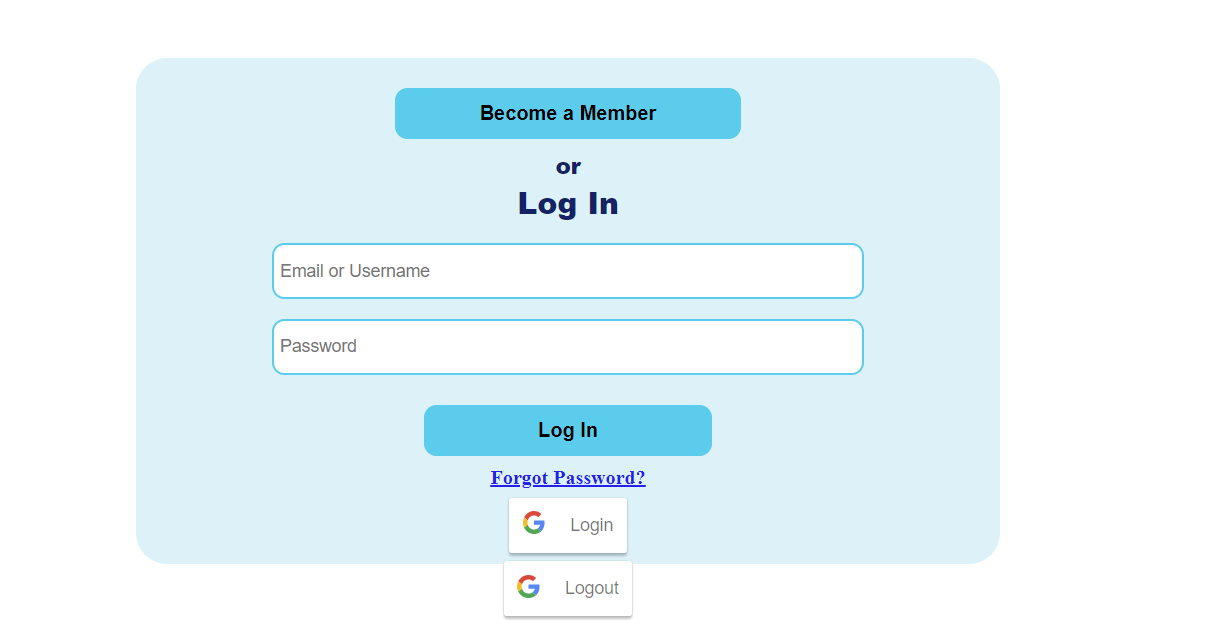 Become a Member
or
Log In
Email or Username
Password
Log In
Forgot Password?
Login
Logout